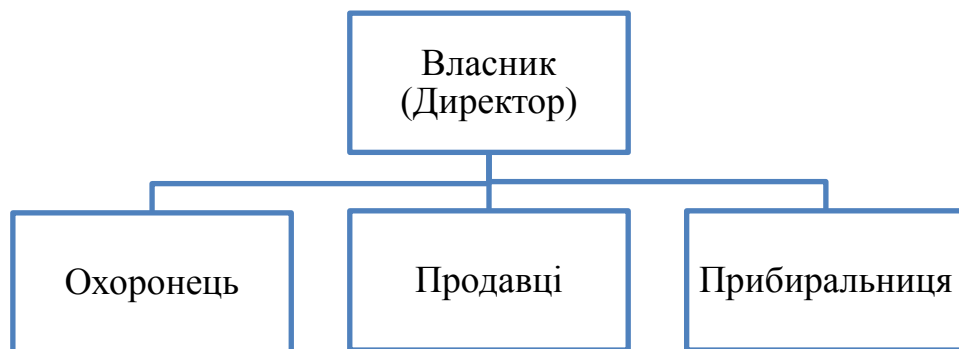 Власник
(Директор)
Охоронець
Продавці
Прибиральниця